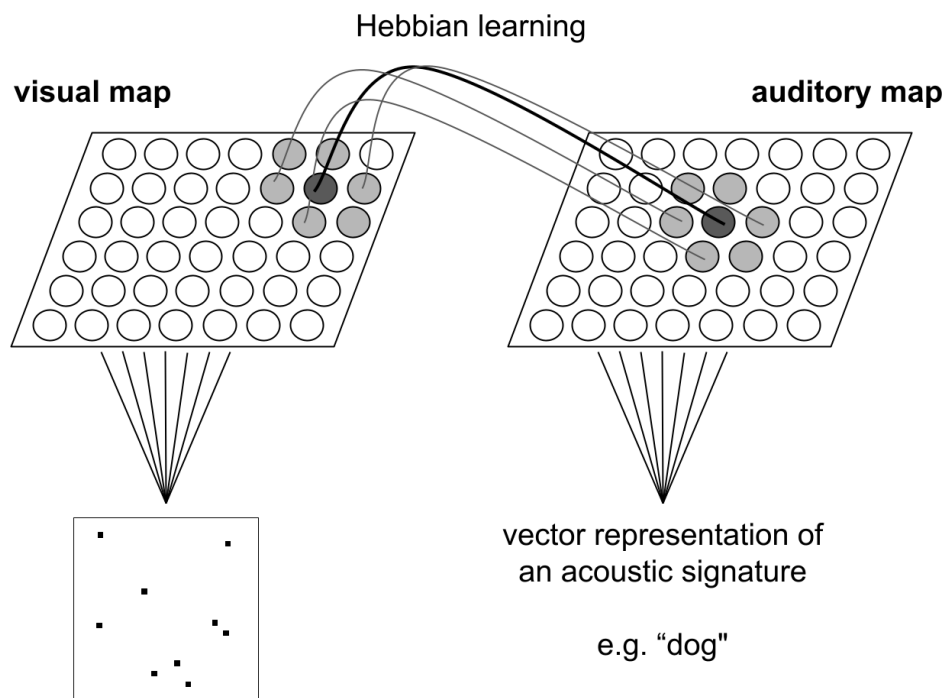 Hebbian learning
visual map
auditory map
vector representation of
an acoustic signature
e.g. “dog"